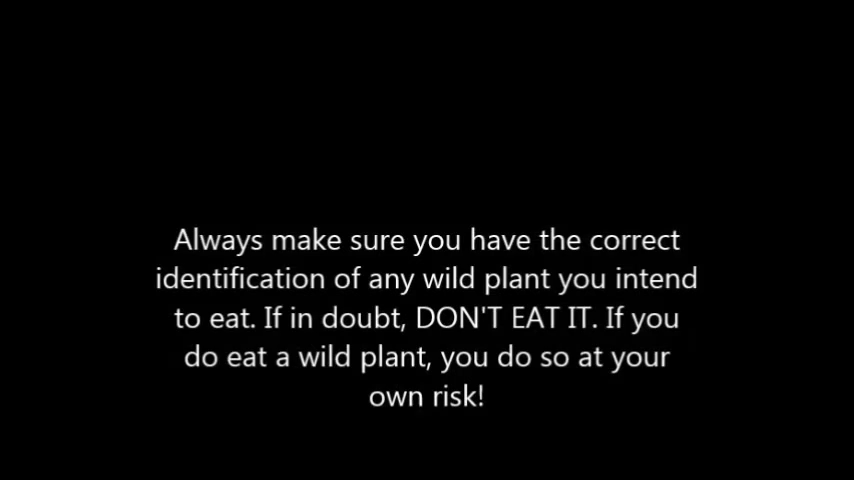 Always make sure you have the correct
identification of any wild plant you intend
to eat. If in doubt, DON'T EAT IT. If you
do eat a wild plant, you do so at your
own risk!